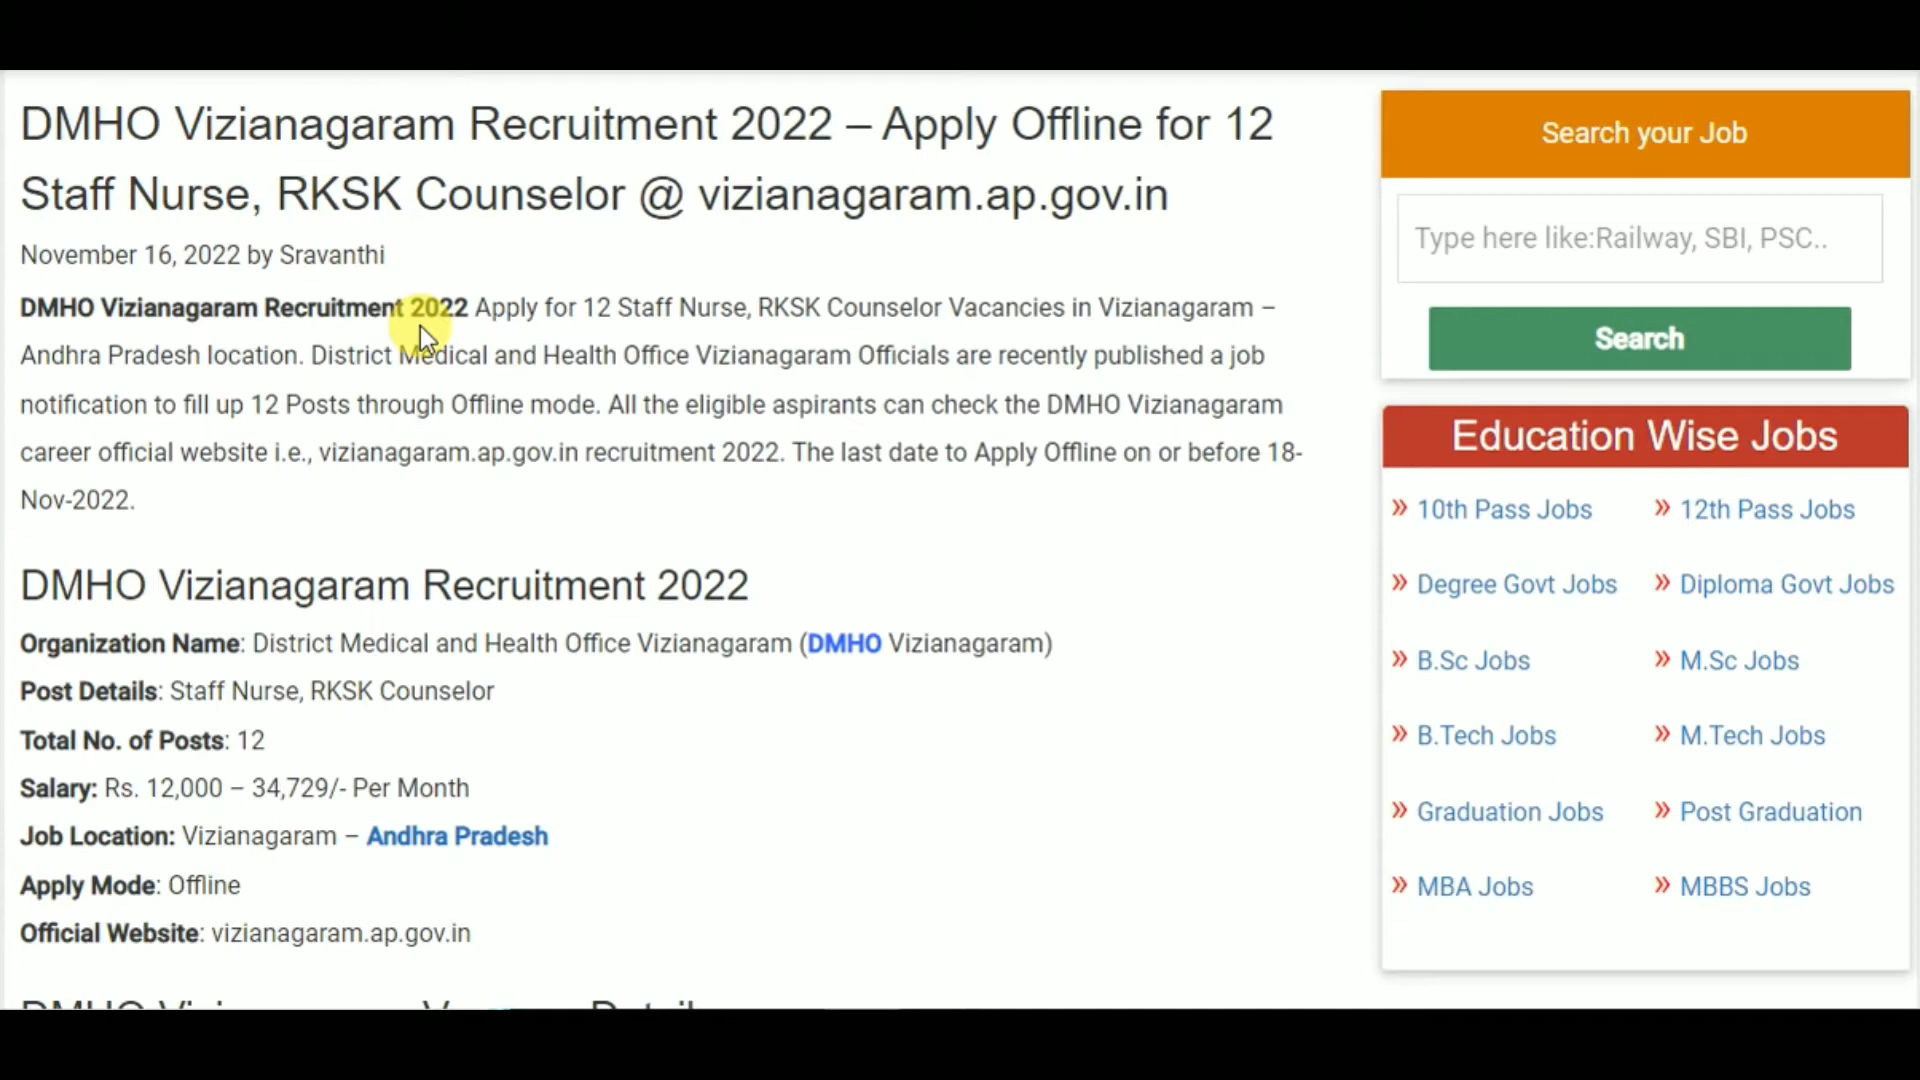 DMHO Vizianagaram Recruitment 2022 – Apply Offline for 12
Staff Nurse, RKSK Counselor @ vizianagaram.ap.gov.in
November 16, 2022 by Sravanthi
DMHO Vizianagaram Recruitment 2022 Apply for 12 Staff Nurse, RKSK Counselor Vacancies in Vizianagaram –
Andhra Pradesh location. District Medical and Health Office Vizianagaram Officials are recently published a job
notification to fill up 12 Posts through Offline mode. All the eligible aspirants can check the DMHO Vizianagaram
career official website i.e., vizianagaram.ap.gov.in recruitment 2022. The last date to Apply Offline on or before 18-
Nov-2022.
DMHO Vizianagaram Recruitment 2022
Organization Name: District Medical and Health Office Vizianagaram (DMHO Vizianagaram)
Post Details: Staff Nurse, RKSK Counselor
Total No. of Posts: 12
Salary: Rs. 12,000 – 34,729/- Per Month
Job Location: Vizianagaram – Andhra Pradesh
Apply Mode: Offline
Official Website: vizianagaram.ap.gov.in
Search your Job
Type here like:Railway, SBI, PSC..
Search
Education Wise Jobs
» 10th Pass Jobs » 12th Pass Jobs
» Degree Govt Jobs » Diploma Govt Jobs
» B.Sc Jobs » M.Sc Jobs
» B.Tech Jobs » M.Tech Jobs
» Graduation Jobs » Post Graduation
» MBA Jobs » MBBS Jobs